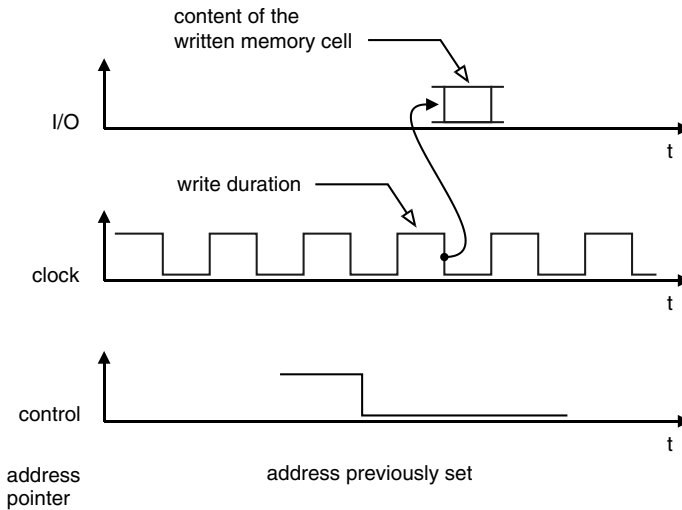 content of the
written memory cell
I/O
t
write duration
clock
t
control
t
address
pointer
address previously set